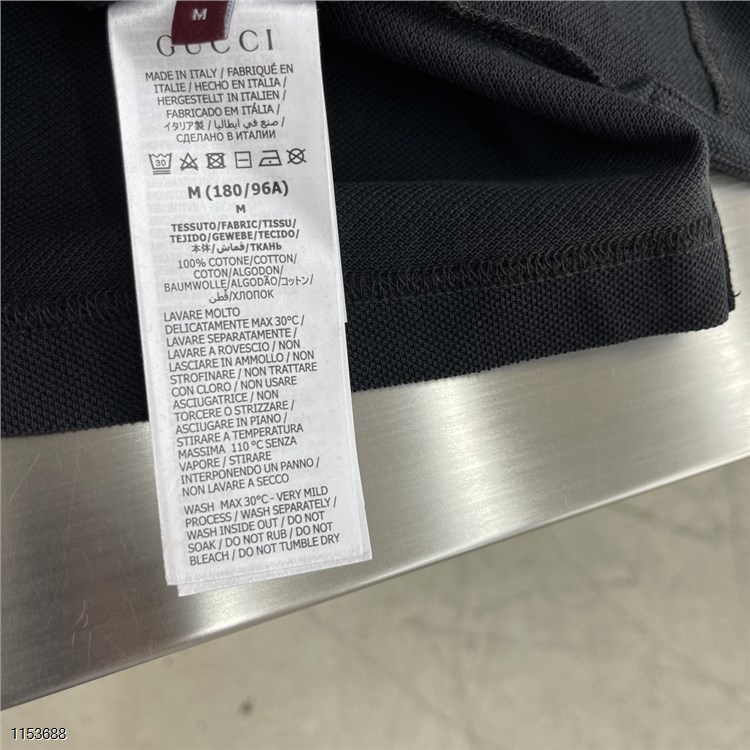 M
GUCCI
MADE IN ITALY / FABRIQUÉ EN
ITALIE / HECHO EN ITALIA /
HERGESTELLT IN ITALIEN /
FABRICADO EM ITÁLIA /
イタリア製 / صنع في ايطاليا /
СДЕЛАНО В ИТАЛИИ
30
M (180/96A)
M
TESSUTO/FABRIC/TISSU/
TEJIDO/GEWEBE/TECIDO/
本体/قماش/ТКАНЬ
100% COTONE/COTTON/
COTON/ALGODON/
BAUMWOLLE/ALGODÃO/コットン/
قطن/ХЛОПОК
LAVARE MOLTO
DELICATAMENTE MAX 30°C /
LAVARE SEPARATAMENTE /
LAVARE A ROVESCIO / NON
LASCIARE IN AMMOLLO / NON
STROFINARE / NON TRATTARE
CON CLORO / NON USARE
ASCIUGATRICE / NON
TORCERE O STRIZZARE /
ASCIUGARE IN PIANO /
STIRARE A TEMPERATURA
MASSIMA 110 °C SENZA
VAPORE / STIRARE
INTERPONENDO UN PANNO /
NON LAVARE A SECCO
WASH MAX 30°C - VERY MILD
PROCESS / WASH SEPARATELY /
WASH INSIDE OUT / DO NOT
SOAK / DO NOT RUB / DO NOT
BLEACH / DO NOT TUMBLE DRY
1153688